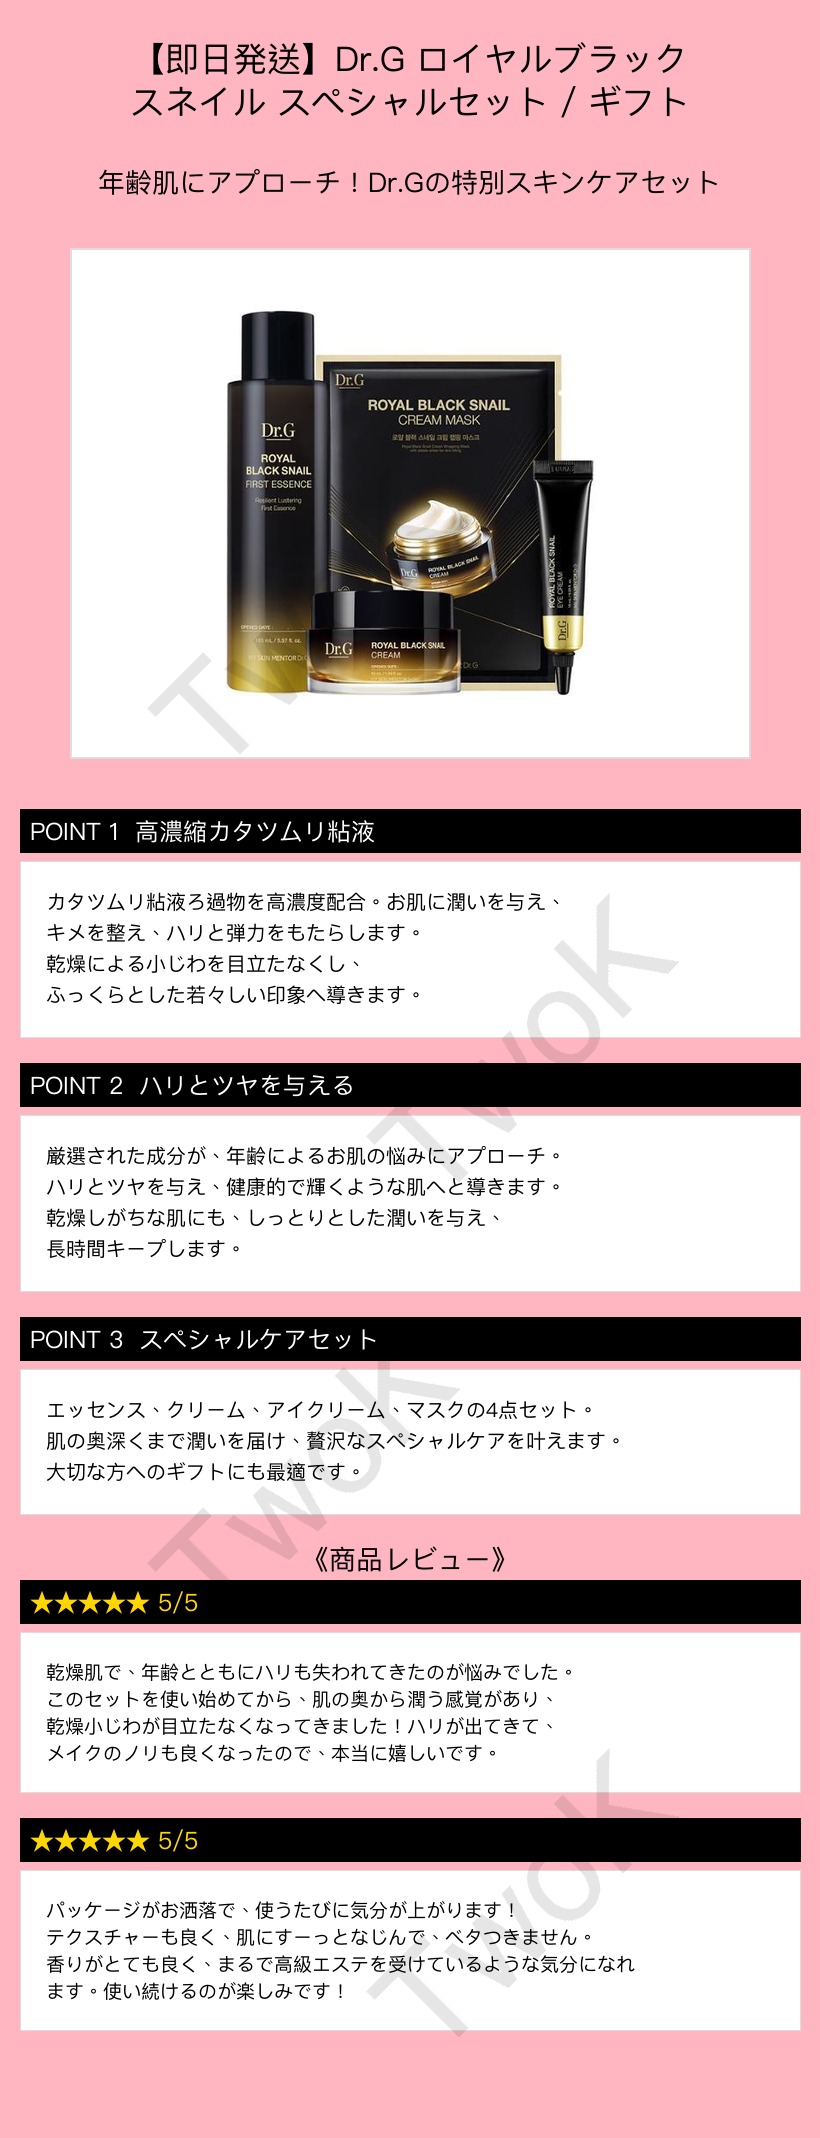 【即日発送】Dr.G ロイヤルブラック
スネイル スペシャルセット / ギフト
年齢肌にアプローチ！Dr.Gの特別スキンケアセット
Dr.G
ROYAL
BLACK SNAIL
FIRST ESSENCE
Resilient Lustering
First Essence
OPENED DATE :
MY SKIN MENTOR Dr.G
Dr.G
ROYAL BLACK SNAIL
CREAM MASK
로얄 블랙 스네일 크림 랩핑 마스크
Dr.G
ROYAL BLACK SNAIL
CREAM
Dr.G
Dr.G
ROYAL BLACK SNAIL
CREAM
OPENED DATE :
ROYAL BLACK SNAIL
EYE CREAM
Dr.G
TwoK
POINT 1 高濃縮カタツムリ粘液
カタツムリ粘液ろ過物を高濃度配合。お肌に潤いを与え、
キメを整え、ハリと弾力をもたらします。
乾燥による小じわを目立たなくし、
ふっくらとした若々しい印象へ導きます。
TwoK
POINT 2 ハリとツヤを与える
厳選された成分が、年齢によるお肌の悩みにアプローチ。
ハリとツヤを与え、健康的で輝くような肌へと導きます。
乾燥しがちな肌にも、しっとりとした潤いを与え、
長時間キープします。
POINT 3 スペシャルケアセット
エッセンス、クリーム、アイクリーム、マスクの4点セット。
肌の奥深くまで潤いを届け、贅沢なスペシャルケアを叶えます。
大切な方へのギフトにも最適です。
TwoK
《商品レビュー》
★★★★★ 5/5
乾燥肌で、年齢とともにハリも失われてきたのが悩みでした。
このセットを使い始めてから、肌の奥から潤う感覚があり、
乾燥小じわが目立たなくなってきました！ハリが出てきて、
メイクのノリも良くなったので、本当に嬉しいです。
★★★★★ 5/5
パッケージがお洒落で、使うたびに気分が上がります！
テクスチャーも良く、肌にすーっとなじんで、ベタつきません。
香りがとても良く、まるで高級エステを受けているような気分になれ
ます。使い続けるのが楽しみです！
TwoK